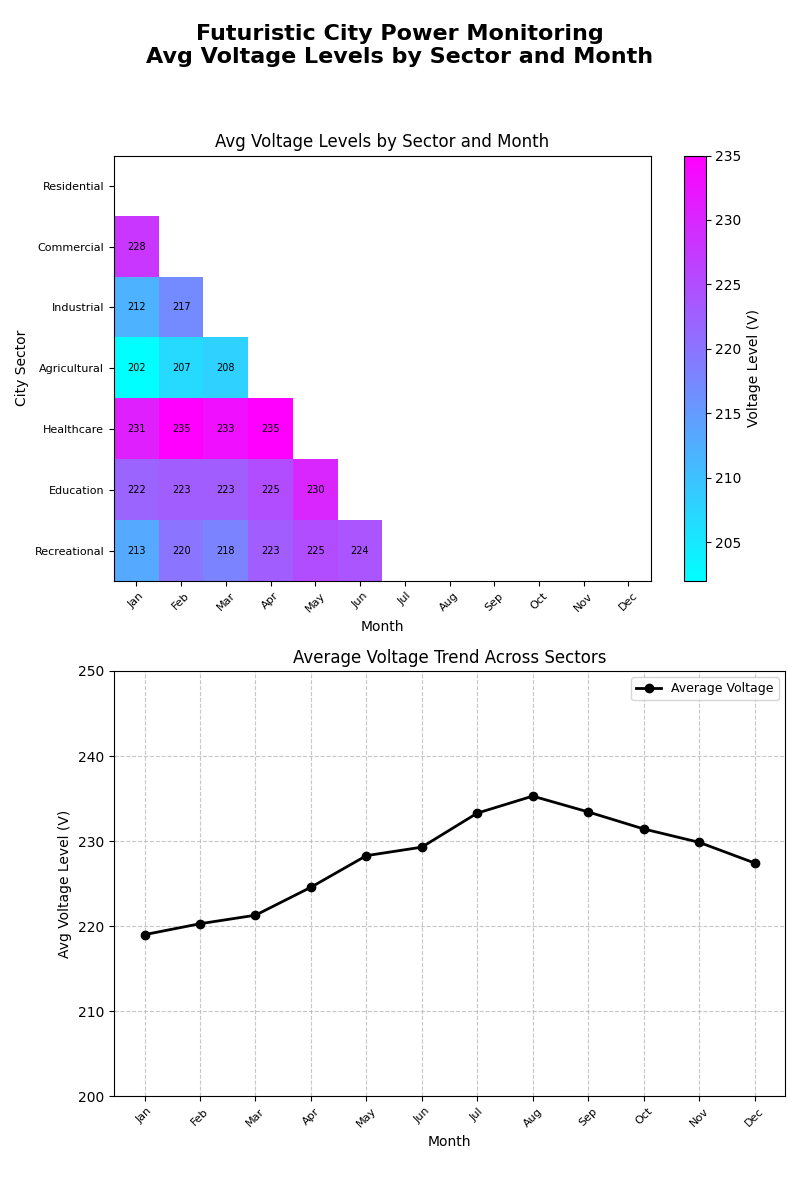 Futuristic City Power Monitoring
Avg Voltage Levels by Sector and Month
Avg Voltage Levels by Sector and Month
City Sector
Residential
Commercial 228
Industrial 212 217
Agricultural 202 207 208
Healthcare 231 235 233 235
Education 222 223 223 225 230
Recreational 213 220 218 223 225 224
Jan Feb Mar Apr May Jun Jul Aug Sep Oct Nov Dec
Month
235
230
225
220
215
210
205
Voltage Level (V)
Average Voltage Trend Across Sectors
Average Voltage
Avg Voltage Level (V)
250
240
230
220
210
200
Jan Feb Mar Apr May Jun Jul Aug Sep Oct Nov Dec
Month